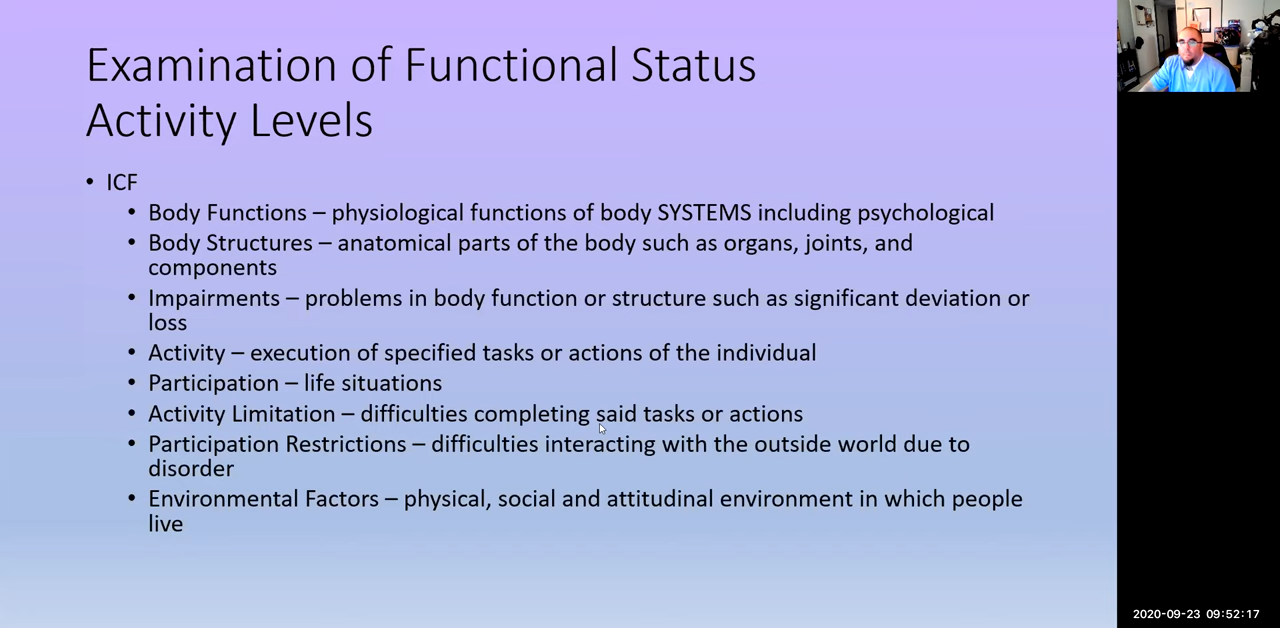 Examination of Functional Status
Activity Levels
• ICF
• Body Functions – physiological functions of body SYSTEMS including psychological
• Body Structures – anatomical parts of the body such as organs, joints, and
components
• Impairments – problems in body function or structure such as significant deviation or
loss
• Activity – execution of specified tasks or actions of the individual
• Participation – life situations
• Activity Limitation – difficulties completing said tasks or actions
• Participation Restrictions – difficulties interacting with the outside world due to
disorder
• Environmental Factors – physical, social and attitudinal environment in which people
live
2020-09-23 09:52:17